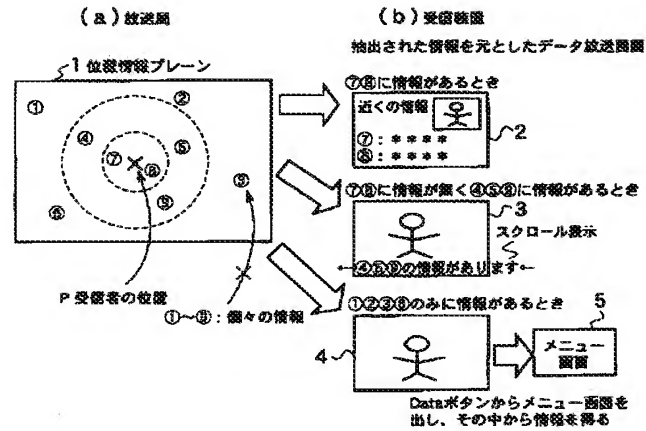 (a) 放送局
1 位置情報プレーン
①
②
④
⑤
⑦
⑧
③
⑨
⑥
P 受信者の位置
①〜⑨:個々の情報
(b) 受信装置
抽出された情報を元としたデータ放送画面
⑦⑧に情報があるとき
近くの情報
⑦:****
⑧:****
2
⑦⑧に情報が無く④⑤⑨に情報があるとき
3
スクロール表示
←④⑤⑨の情報があります←
①②③⑥のみに情報があるとき
4
5
メニュー
画面
Dataボタンからメニュー画面を
出し、その中から情報を得る